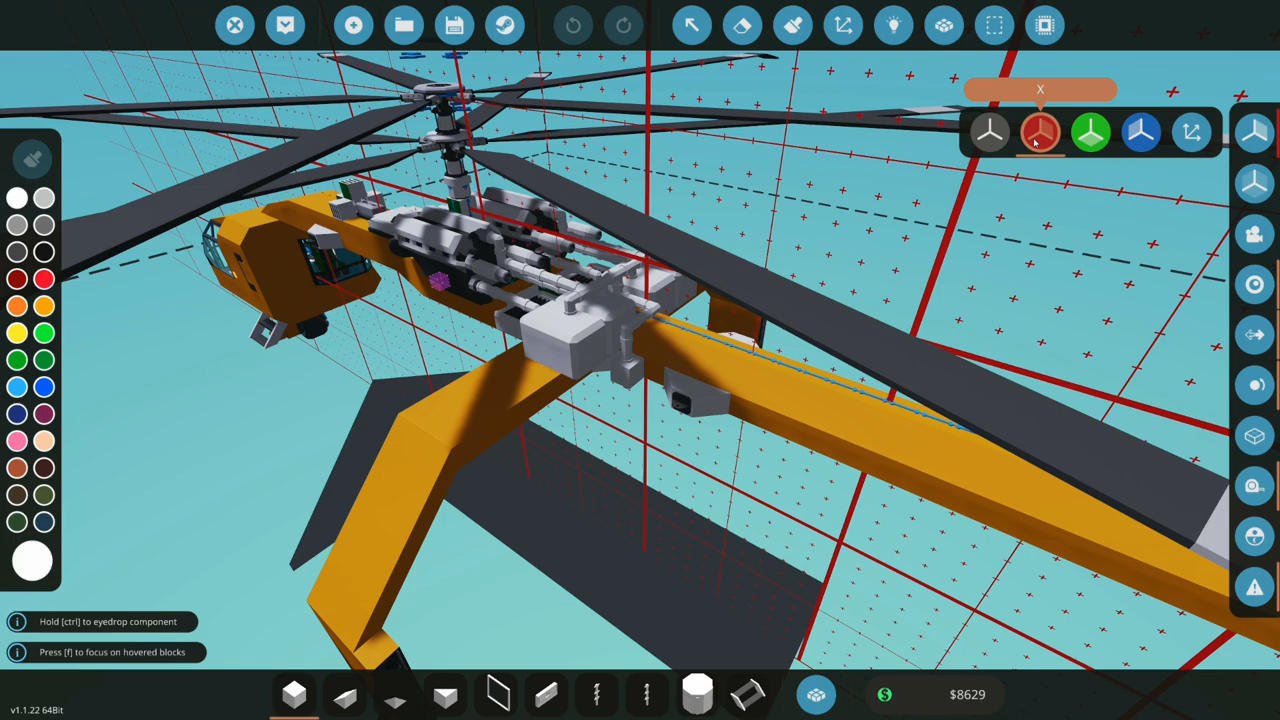 X
Hold [ctrl] to eyedrop component
Press [f] to focus on hovered blocks
$8629
v1.1.22 64Bit